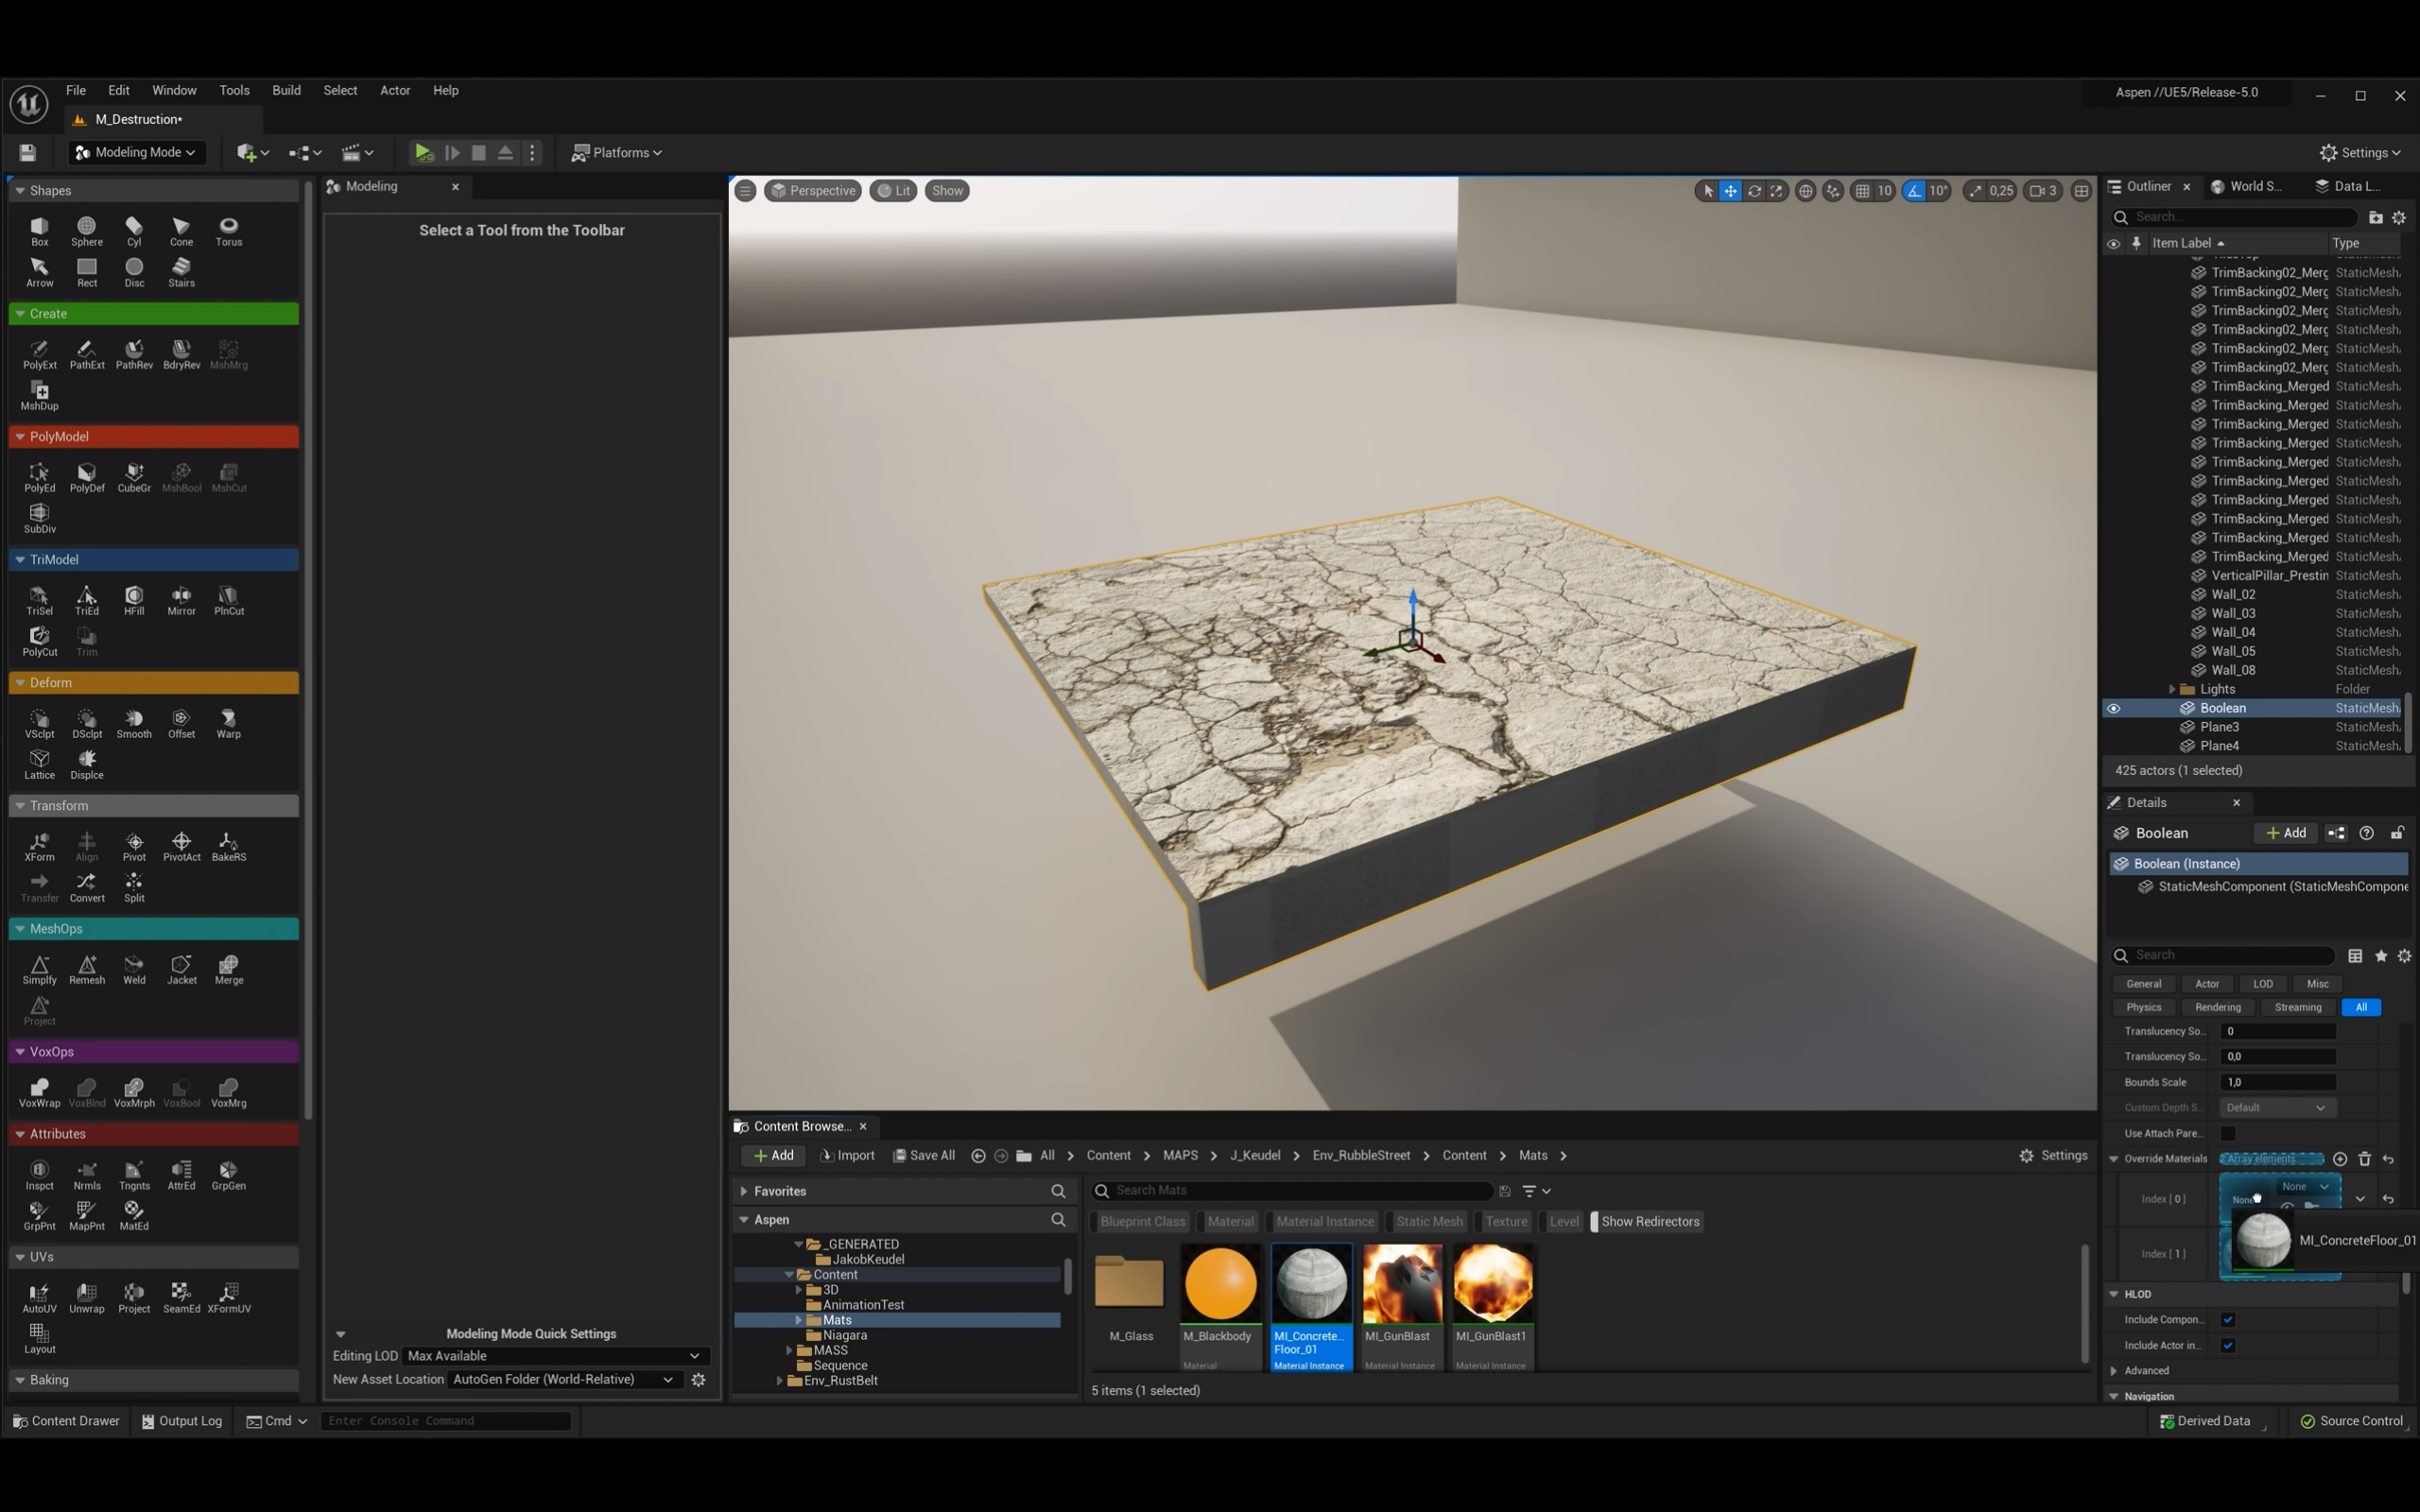 File Edit Window Tools Build Select Actor Help
Aspen //UE5/Release-5.0
M_Destruction*
Modeling Mode
Platforms
Settings
Shapes
Box Sphere Cyl Cone Torus
Arrow Rect Disc Stairs
Create
PolyExt PathExt PathRev BdryRev MshMrg
MshDup
PolyModel
PolyEd PolyDef CubeGr MshBool MshCut
SubDiv
TriModel
TriSel TriEd HFill Mirror PlnCut
PolyCut Trim
Deform
VSclpt DSclpt Smooth Offset Warp
Lattice Displce
Transform
XForm Align Pivot PivotAct BakeRS
Transfer Convert Split
MeshOps
Simplfy Remesh Weld Jacket Merge
Project
VoxOps
VoxWrap VoxBlnd VoxMrph VoxBool VoxMrg
Attributes
Inspct Nrmls Tngnts AttrEd GrpGen
GrpPnt MapPnt MatEd
UVs
AutoUV Unwrap Project SeamEd XFormUV
Layout
Baking
Modeling
Select a Tool from the Toolbar
Modeling Mode Quick Settings
Editing LOD Max Available
New Asset Location AutoGen Folder (World-Relative)
Perspective Lit Show
10 10° 0,25 3
Content Browse...
Add Import Save All All Content MAPS J_Keudel Env_RubbleStreet Content Mats
Settings
Favorites
Aspen
_GENERATED
JakobKeudel
Content
3D
AnimationTest
Mats
Niagara
MASS
Sequence
Env_RustBelt
Search Mats
Blueprint Class Material Material Instance Static Mesh Texture Level Show Redirectors
M_Glass
M_Blackbody
Material
MI_Concrete...
Floor_01
Material Instance
MI_GunBlast
Material Instance
MI_GunBlast1
Material Instance
5 items (1 selected)
Outliner World S... Data L...
Search...
Item Label Type
TrimBacking02_Merg StaticMesh
TrimBacking02_Merg StaticMesh
TrimBacking02_Merg StaticMesh
TrimBacking02_Merg StaticMesh
TrimBacking02_Merg StaticMesh
TrimBacking02_Merg StaticMesh
TrimBacking_Merged StaticMesh
TrimBacking_Merged StaticMesh
TrimBacking_Merged StaticMesh
TrimBacking_Merged StaticMesh
TrimBacking_Merged StaticMesh
TrimBacking_Merged StaticMesh
TrimBacking_Merged StaticMesh
TrimBacking_Merged StaticMesh
TrimBacking_Merged StaticMesh
TrimBacking_Merged StaticMesh
VerticalPillar_Prestin StaticMesh
Wall_02 StaticMesh
Wall_03 StaticMesh
Wall_04 StaticMesh
Wall_05 StaticMesh
Wall_08 StaticMesh
Lights Folder
Boolean StaticMesh
Plane3 StaticMesh
Plane4 StaticMesh
425 actors (1 selected)
Details
Boolean
Add
Boolean (Instance)
StaticMeshComponent (StaticMeshCompone
Search
General Actor LOD Misc
Physics Rendering Streaming All
Translucency So... 0
Translucency So... 0,0
Bounds Scale 1,0
Custom Depth S... Default
Use Attach Pare...
Override Materials 2 Array elements
Index [ 0 ] None None
MI_ConcreteFloor_01
Index [ 1 ]
HLOD
Include Compon...
Include Actor in...
Advanced
Navigation
Content Drawer Output Log Cmd Enter Console Command
Derived Data Source Control